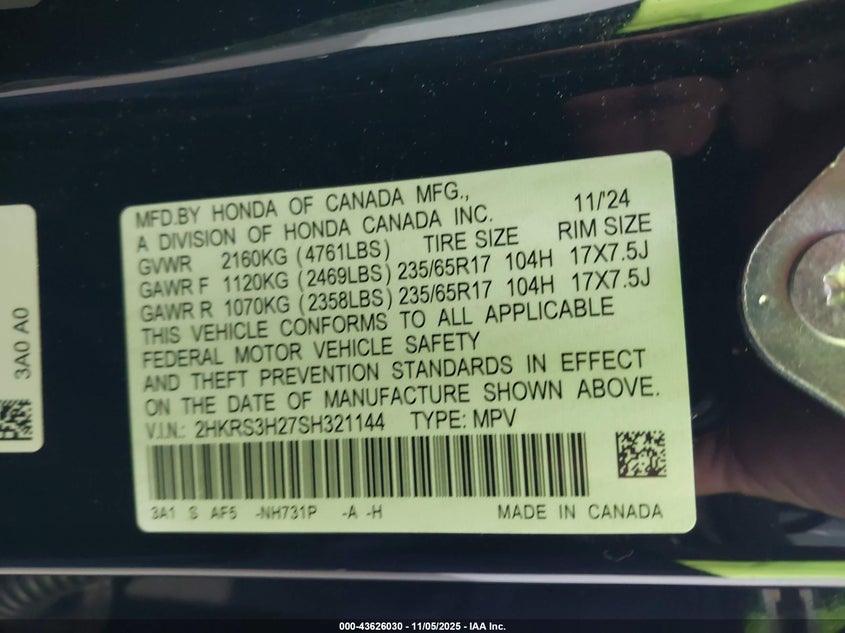 MFD.BY HONDA OF CANADA MFG., 11/'24
A DIVISION OF HONDA CANADA INC.
GVWR 2160KG (4761LBS) TIRE SIZE RIM SIZE
GAWR F 1120KG (2469LBS) 235/65R17 104H 17X7.5J
GAWR R 1070KG (2358LBS) 235/65R17 104H 17X7.5J
THIS VEHICLE CONFORMS TO ALL APPLICABLE
FEDERAL MOTOR VEHICLE SAFETY
AND THEFT PREVENTION STANDARDS IN EFFECT
ON THE DATE OF MANUFACTURE SHOWN ABOVE.
V.I.N.: 2HKRS3H27SH321144 TYPE: MPV
3A1 S AF5 -NH731P -A -H MADE IN CANADA
3A0 A0
000-43626030 - 11/05/2025 - IAA Inc.